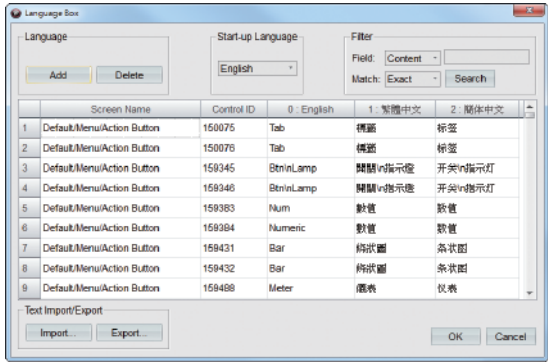 Language Box
Language
Add Delete
Start-up Language
English
Filter
Field: Content
Match: Exact Search
Screen Name Control ID 0 : English 1 : 繁體中文 2 : 簡体中文
1 Default/Menu/Action Button 150075 Tab 標籤 标签
2 Default/Menu/Action Button 150076 Tab 標籤 标签
3 Default/Menu/Action Button 159345 Btn\nLamp 開關\n指示燈 开关\n指示灯
4 Default/Menu/Action Button 159346 Btn\nLamp 開關\n指示燈 开关\n指示灯
5 Default/Menu/Action Button 159383 Num 數值 数值
6 Default/Menu/Action Button 159384 Numeric 數值 数值
7 Default/Menu/Action Button 159431 Bar 條狀圖 条状图
8 Default/Menu/Action Button 159432 Bar 條狀圖 条状图
9 Default/Menu/Action Button 159488 Meter 儀表 仪表
Text Import/Export
Import... Export...
OK Cancel